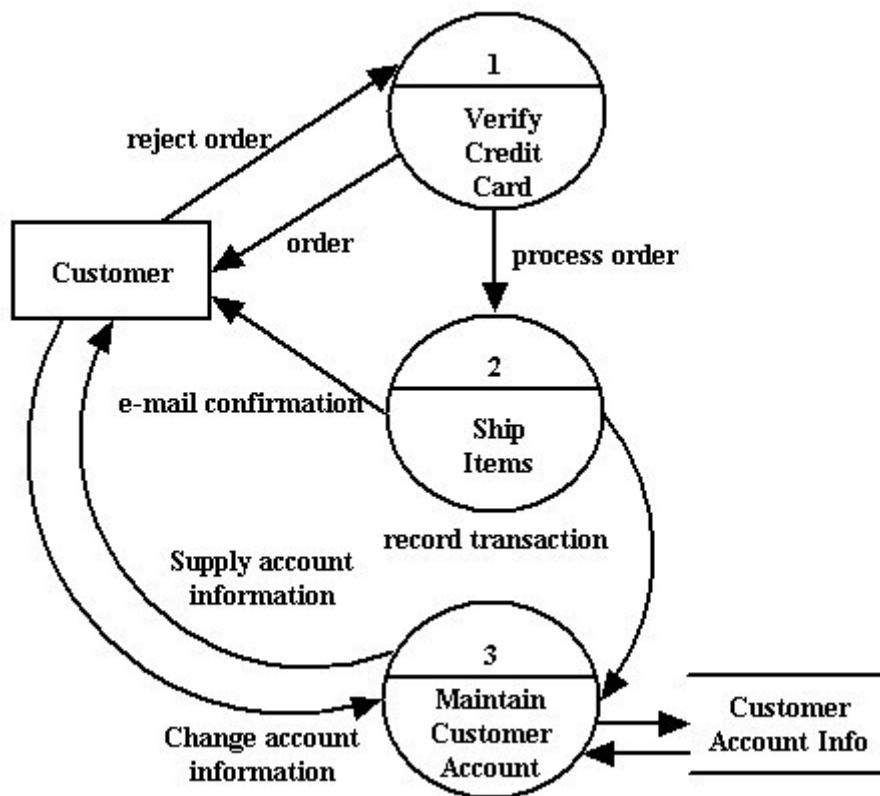 1
Verify
Credit
Card
reject order
order
Customer
process order
2
e-mail confirmation
Ship
Items
record transaction
Supply account
information
3
Maintain
Customer
Account
Customer
Account Info
Change account
information